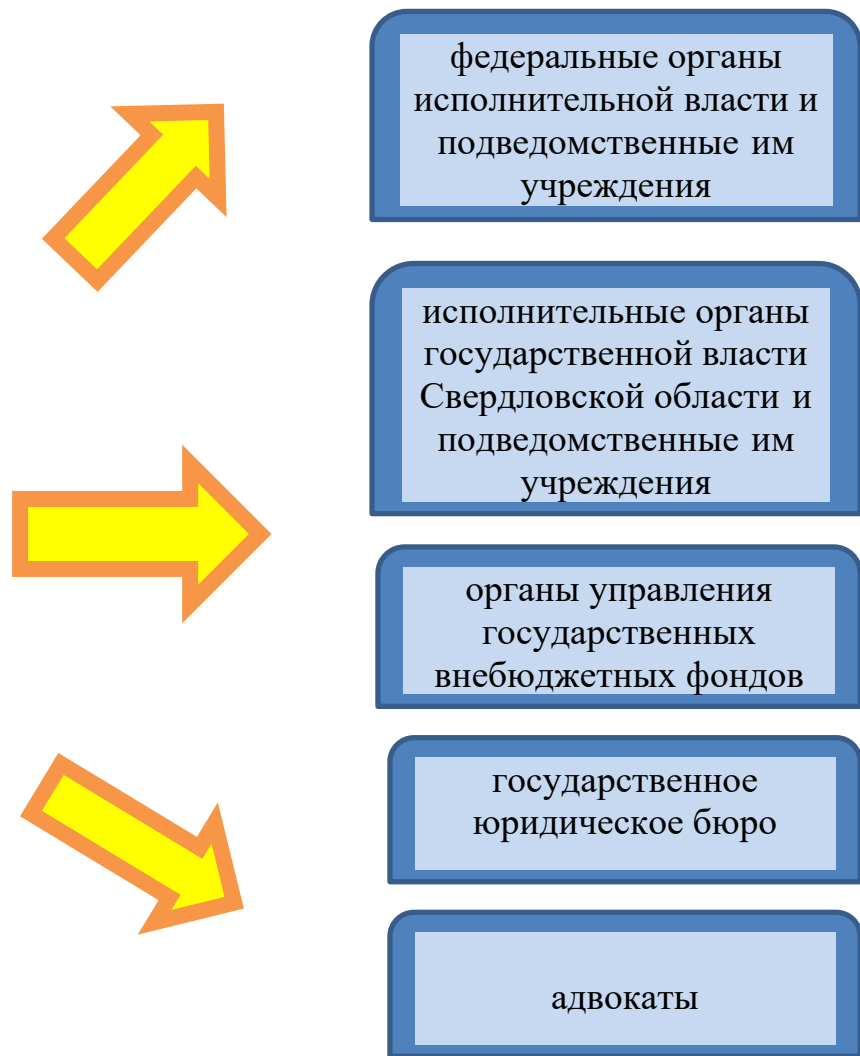 федеральные органы
исполнительной власти и
подведомственные им
учреждения
исполнительные органы
государственной власти
Свердловской области и
подведомственные им
учреждения
органы управления
государственных
внебюджетных фондов
государственное
юридическое бюро
адвокаты